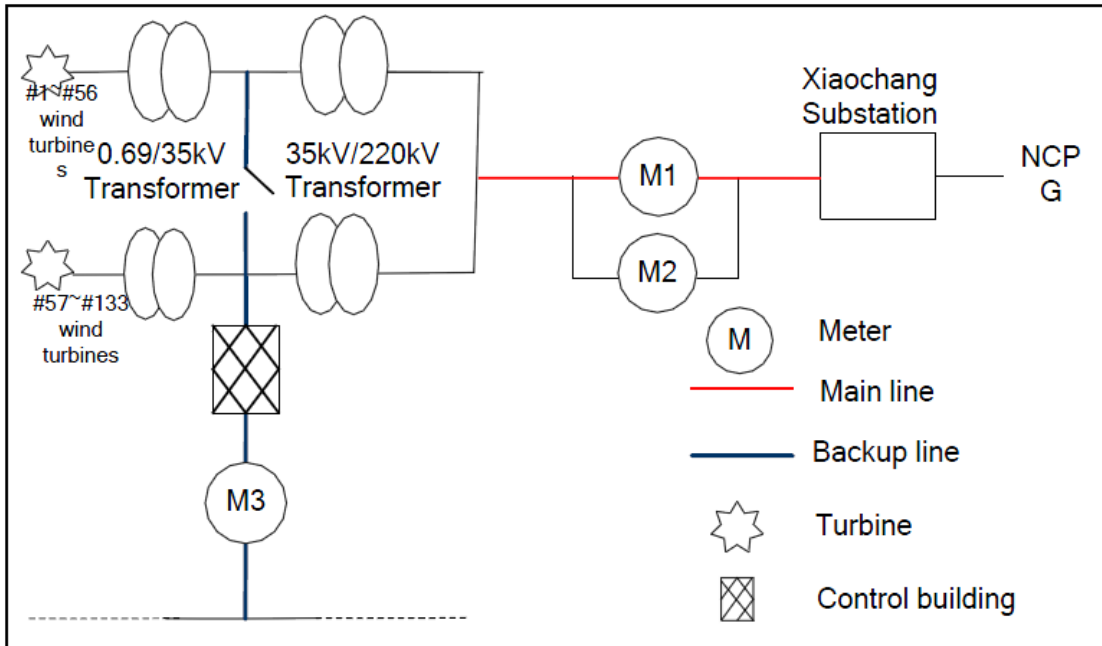 #1~#56
wind
turbine
s
0.69/35kV
Transformer
35kV/220kV
Transformer
#57~#133
wind
turbines
M3
M1
M2
Xiaochang
Substation
NCP
G
M
Meter
Main line
Backup line
Turbine
Control building